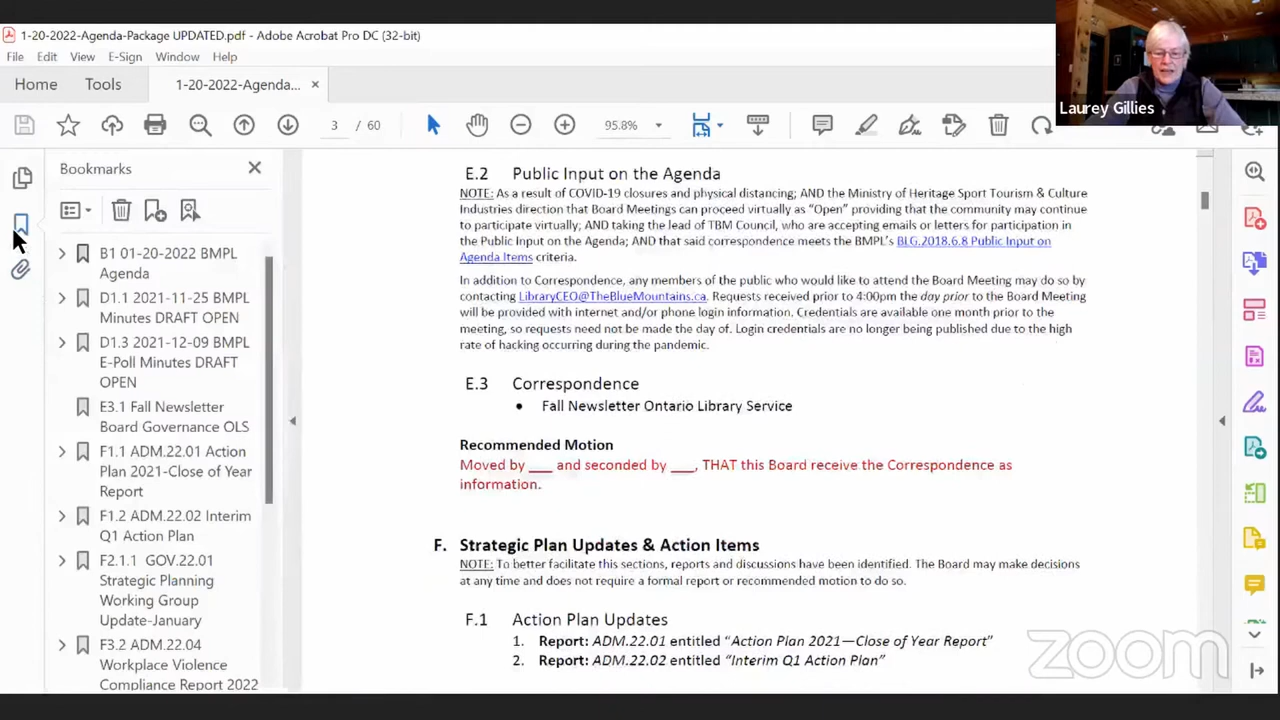 1-20-2022-Agenda-Package UPDATED.pdf - Adobe Acrobat Pro DC (32-bit)
File Edit View E-Sign Window Help
Home Tools 1-20-2022-Agenda... ×
3 / 60 95.8%
Laurey Gillies
Bookmarks
B1 01-20-2022 BMPL
Agenda
D1.1 2021-11-25 BMPL
Minutes DRAFT OPEN
D1.3 2021-12-09 BMPL
E-Poll Minutes DRAFT
OPEN
E3.1 Fall Newsletter
Board Governance OLS
F1.1 ADM.22.01 Action
Plan 2021-Close of Year
Report
F1.2 ADM.22.02 Interim
Q1 Action Plan
F2.1.1 GOV.22.01
Strategic Planning
Working Group
Update-January
F3.2 ADM.22.04
Workplace Violence
Compliance Report 2022
E.2 Public Input on the Agenda
NOTE: As a result of COVID-19 closures and physical distancing; AND the Ministry of Heritage Sport Tourism & Culture
Industries direction that Board Meetings can proceed virtually as “Open” providing that the community may continue
to participate virtually; AND taking the lead of TBM Council, who are accepting emails or letters for participation in
the Public Input on the Agenda; AND that said correspondence meets the BMPL’s BLG.2018.6.8 Public Input on
Agenda Items criteria.
In addition to Correspondence, any members of the public who would like to attend the Board Meeting may do so by
contacting LibraryCEO@TheBlueMountains.ca. Requests received prior to 4:00pm the day prior to the Board Meeting
will be provided with internet and/or phone login information. Credentials are available one month prior to the
meeting, so requests need not be made the day of. Login credentials are no longer being published due to the high
rate of hacking occurring during the pandemic.
E.3 Correspondence
• Fall Newsletter Ontario Library Service
Recommended Motion
Moved by ___ and seconded by ___, THAT this Board receive the Correspondence as
information.
F. Strategic Plan Updates & Action Items
NOTE: To better facilitate this sections, reports and discussions have been identified. The Board may make decisions
at any time and does not require a formal report or recommended motion to do so.
F.1 Action Plan Updates
1. Report: ADM.22.01 entitled “Action Plan 2021—Close of Year Report”
2. Report: ADM.22.02 entitled “Interim Q1 Action Plan”
zoom